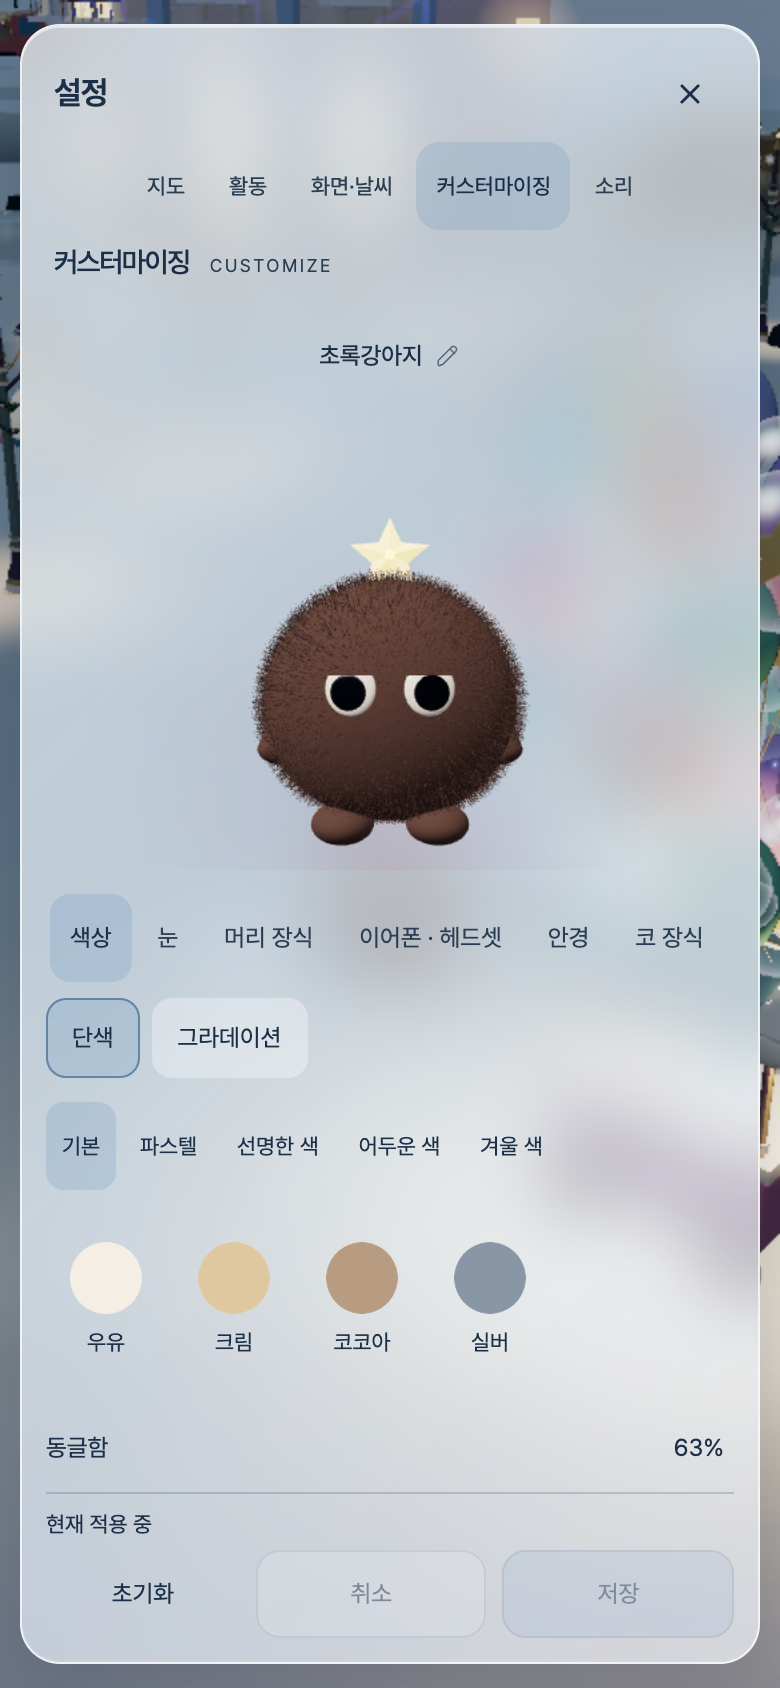 설정
지도 활동 화면·날씨 커스터마이징 소리
커스터마이징 CUSTOMIZE
초록강아지
색상 눈 머리 장식 이어폰 · 헤드셋 안경 코 장식
단색 그라데이션
기본 파스텔 선명한 색 어두운 색 겨울 색
우유 크림 코코아 실버
동글함 63%
현재 적용 중
초기화 취소 저장